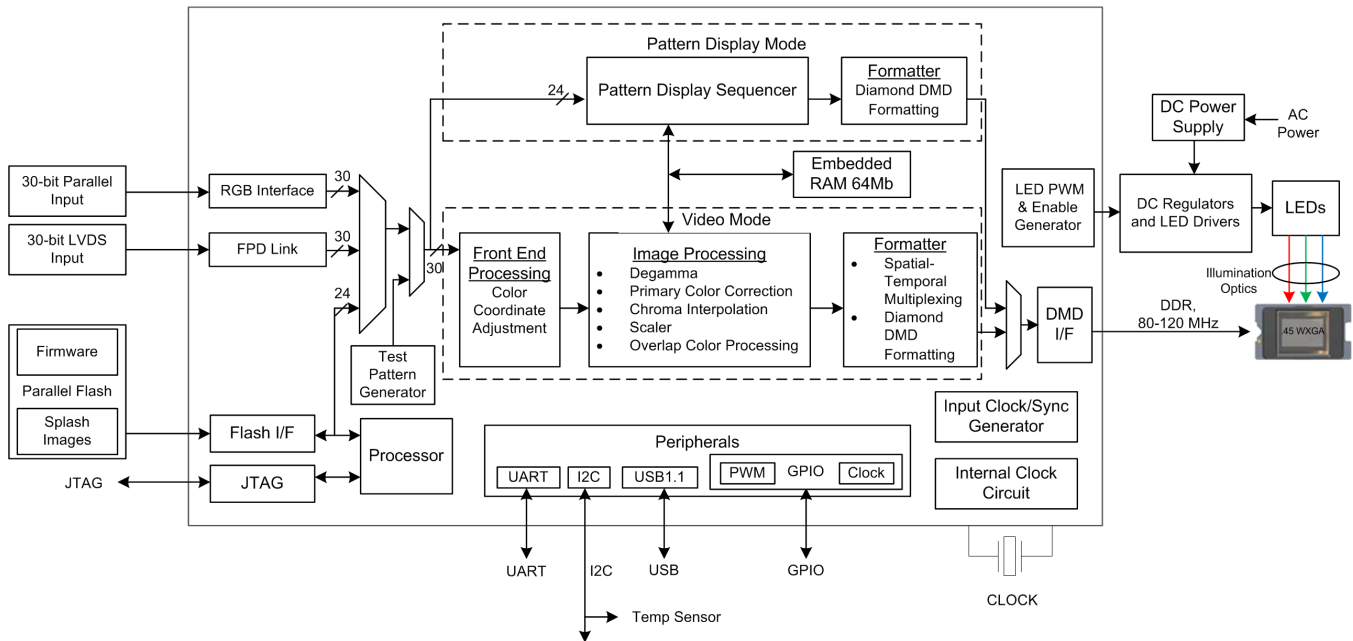 Pattern Display Mode
24
Pattern Display Sequencer
Formatter
Diamond DMD
Formatting
DC Power
Supply
AC
Power
Embedded
RAM 64Mb
30-bit Parallel
Input
RGB Interface
30
LED PWM
& Enable
Generator
DC Regulators
and LED Drivers
LEDs
30-bit LVDS
Input
FPD Link
30
30
Video Mode
Front End
Processing
Color
Coordinate
Adjustment
Image Processing
• Degamma
• Primary Color Correction
• Chroma Interpolation
• Scaler
• Overlap Color Processing
Formatter
• Spatial-
Temporal
Multiplexing
• Diamond
DMD
Formatting
Illumination
Optics
24
DMD
I/F
DDR,
80-120 MHz
.45 WXGA
Firmware
Parallel Flash
Splash
Images
Test
Pattern
Generator
Flash I/F
Processor
JTAG
JTAG
Peripherals
UART
I2C
USB1.1
PWM
GPIO
Clock
Input Clock/Sync
Generator
Internal Clock
Circuit
UART
I2C
USB
GPIO
CLOCK
Temp Sensor